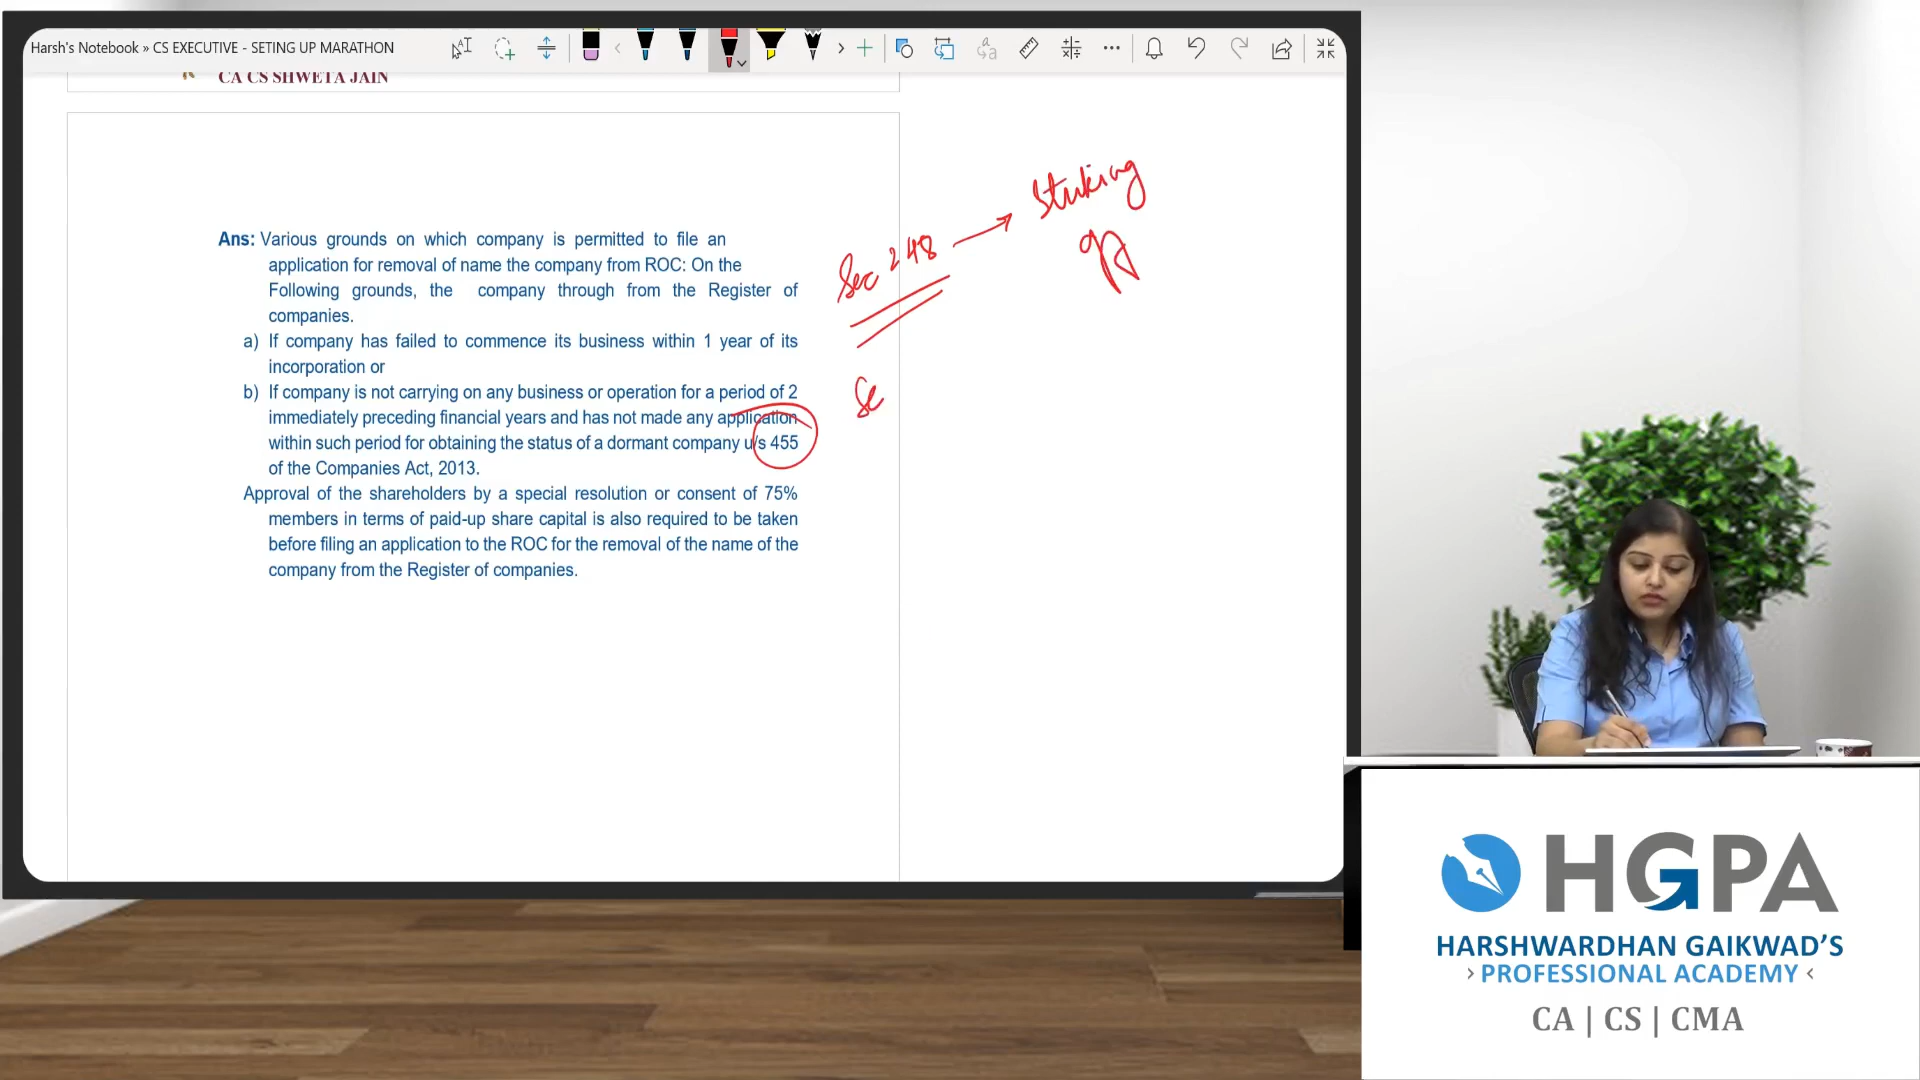 Harsh's Notebook » CS EXECUTIVE - SETING UP MARATHON
CA CS SHWETA JAIN
Ans: Various grounds on which company is permitted to file an
application for removal of name the company from ROC: On the
Following grounds, the company through from the Register of
companies.
a) If company has failed to commence its business within 1 year of its
incorporation or
b) If company is not carrying on any business or operation for a period of 2
immediately preceding financial years and has not made any application
within such period for obtaining the status of a dormant company u/s 455
of the Companies Act, 2013.
Approval of the shareholders by a special resolution or consent of 75%
members in terms of paid-up share capital is also required to be taken
before filing an application to the ROC for the removal of the name of the
company from the Register of companies.
Sec 248 → Striking
off
Se
HGPA
HARSHWARDHAN GAIKWAD'S
› PROFESSIONAL ACADEMY ‹
CA | CS | CMA